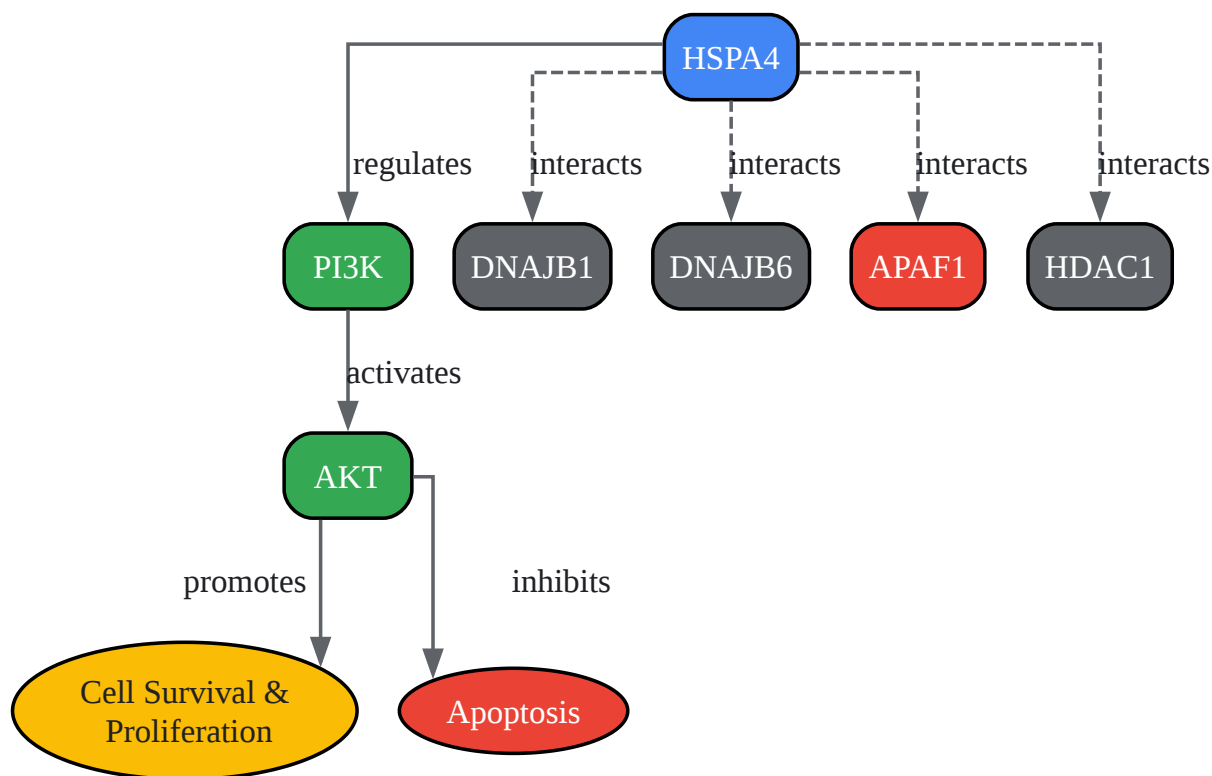 HSPA4
regulates
interacts
interacts
interacts
interacts
PI3K
DNAJB1
DNAJB6
APAF1
HDAC1
activates
AKT
promotes
inhibits
Cell Survival &
Proliferation
Apoptosis